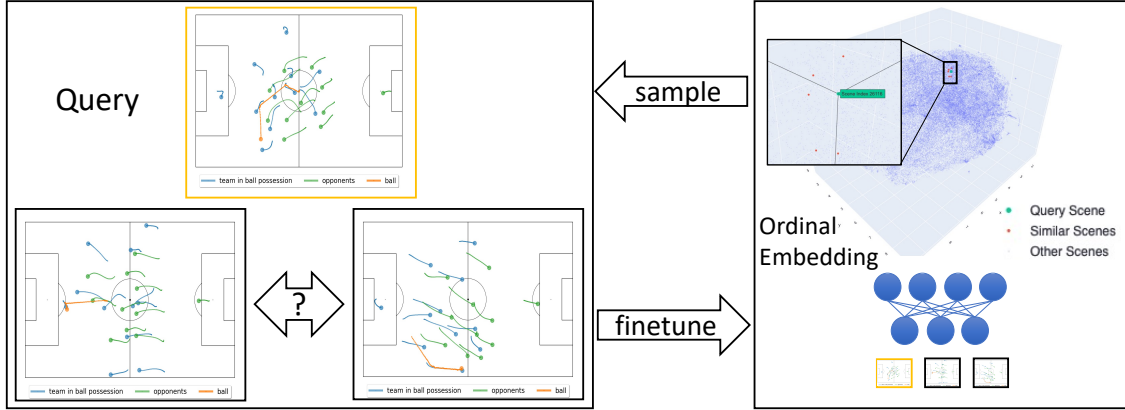 Query
team in ball possession
opponents
ball
team in ball possession
opponents
ball
?
team in ball possession
opponents
ball
sample
finetune
Query Scene
Similar Scenes
Other Scenes
Ordinal
Embedding